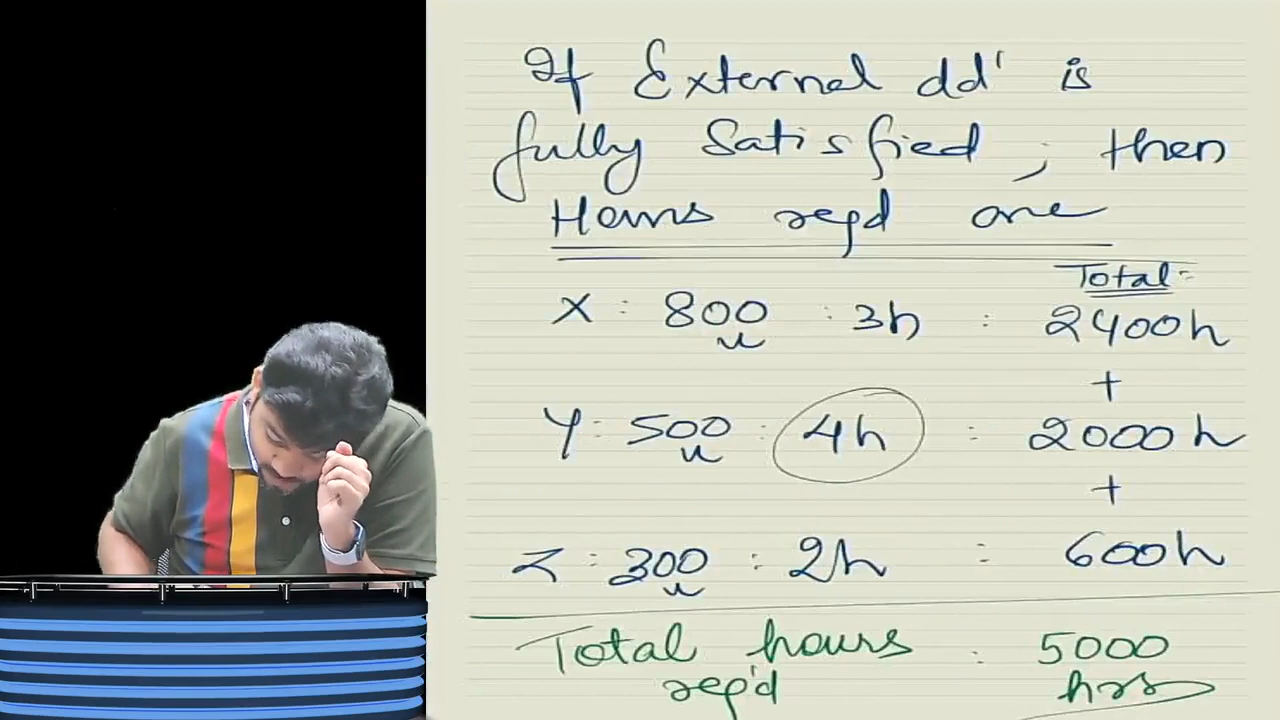 If External dd' is
fully Satisfied, then
Hours reqd are
Total:-
X : 800 u : 3h : 2400h
+
Y : 500 u : 4h : 2000h
+
Z : 300 u : 2h : 600h
Total hours req'd : 5000 hrs